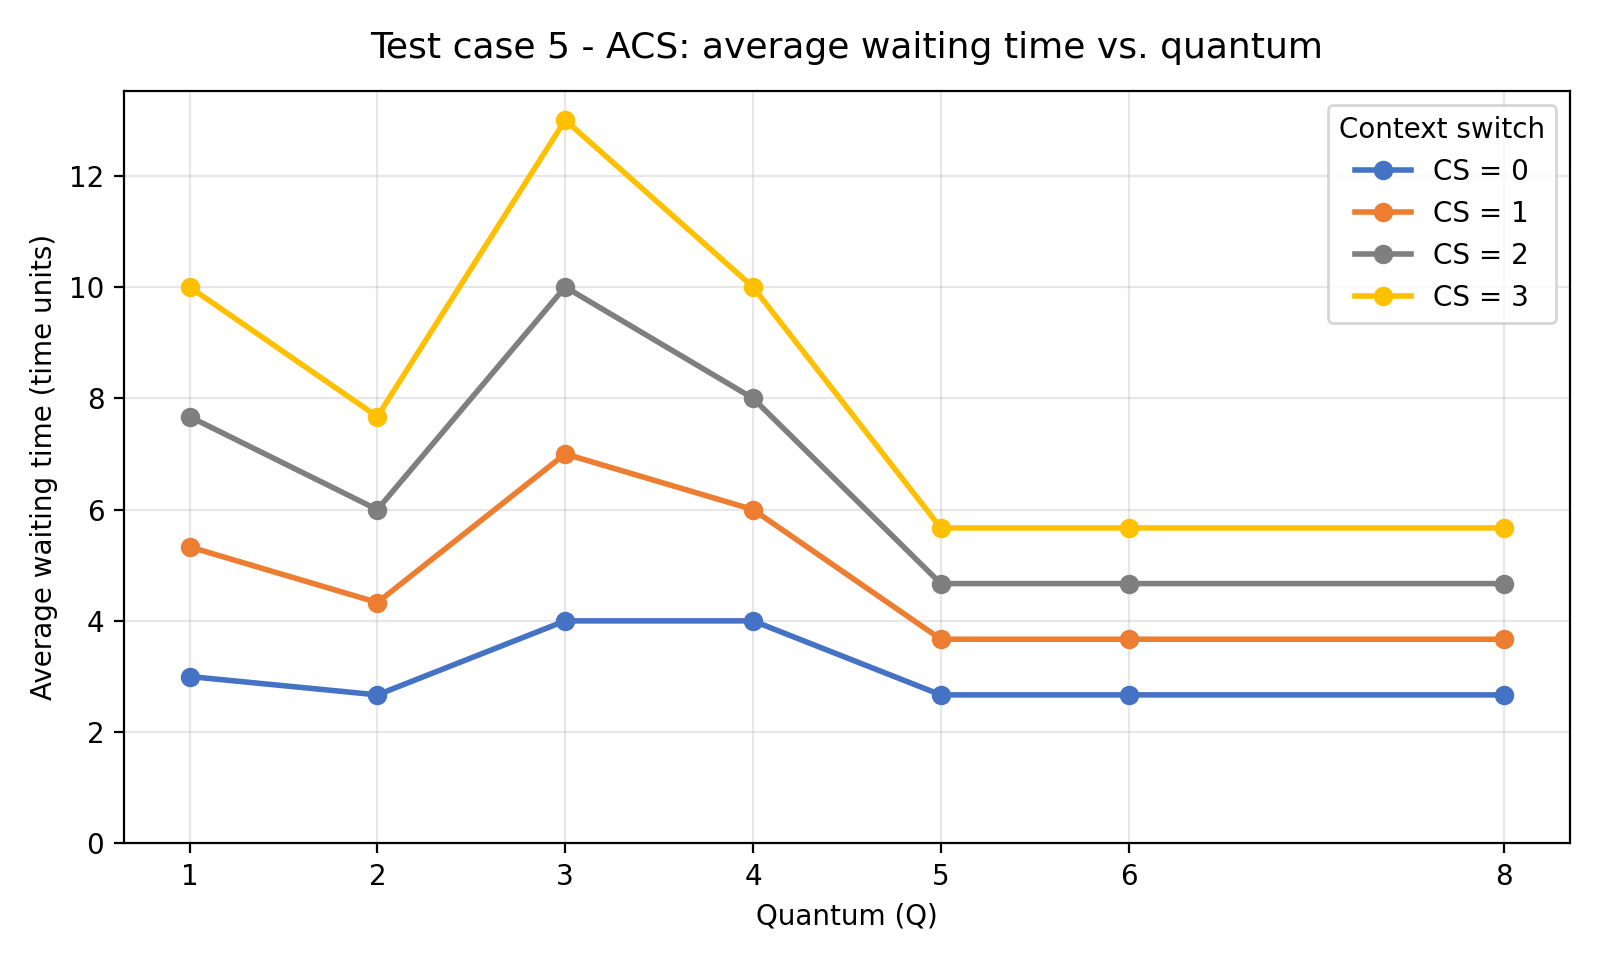 Test case 5 - ACS: average waiting time vs. quantum
Average waiting time (time units)
12
10
8
6
4
2
0
Context switch
CS = 0
CS = 1
CS = 2
CS = 3
1 2 3 4 5 6 8
Quantum (Q)